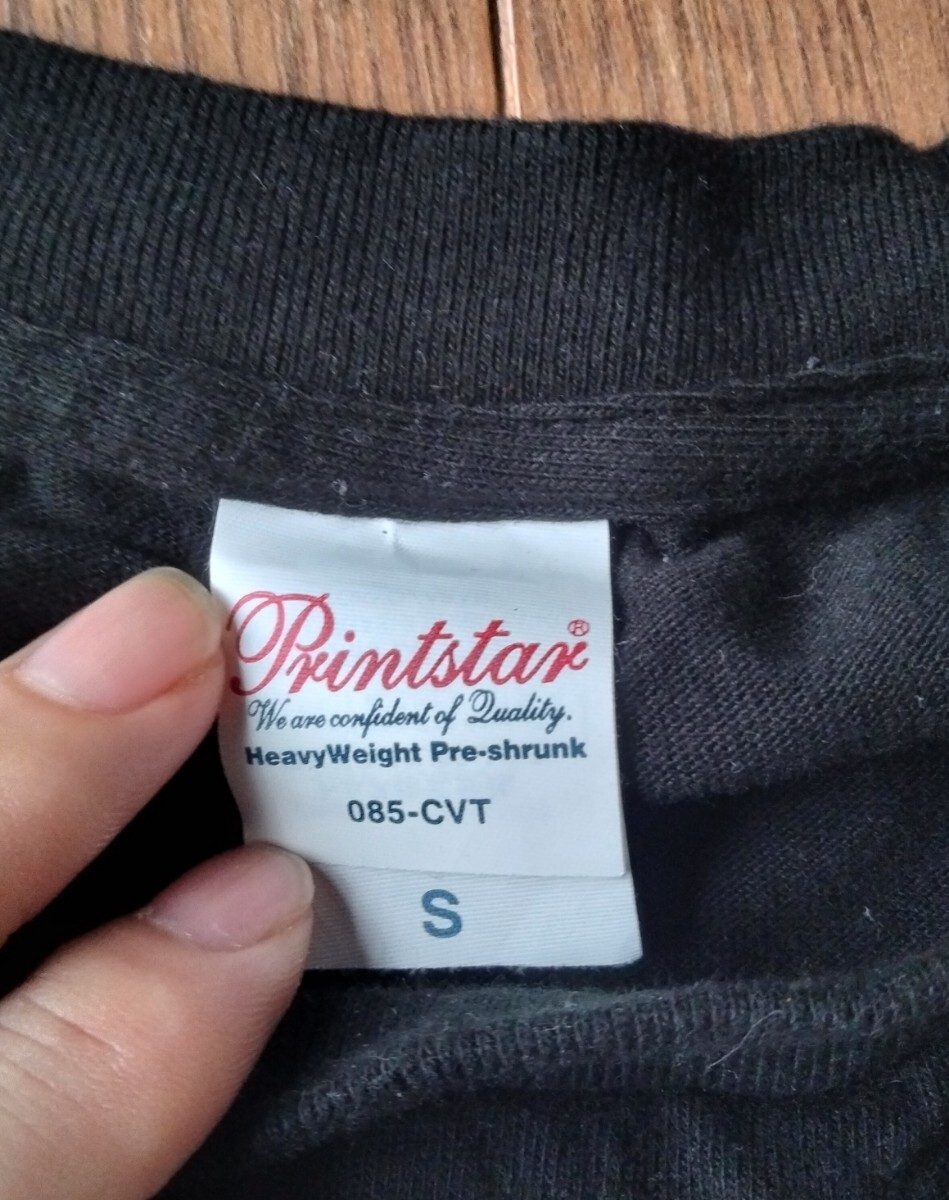 Printstar®
We are confident of Quality.
HeavyWeight Pre-shrunk
085-CVT
S